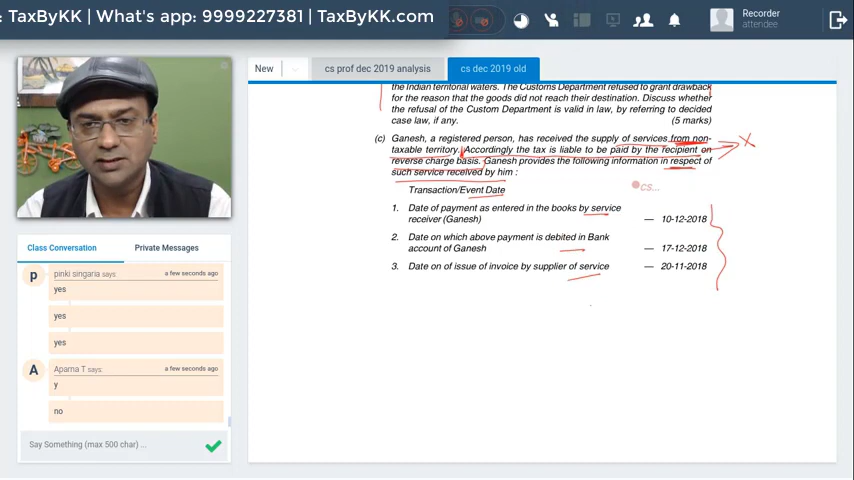 : TaxByKK | What's app: 9999227381 | TaxByKK.com
Recorder
attendee
New
cs prof dec 2019 analysis
cs dec 2019 old
the Indian territorial waters. The Customs Department refused to grant drawback
for the reason that the goods did not reach their destination. Discuss whether
the refusal of the Custom Department is valid in law, by referring to decided
case law, if any. (5 marks)
(c) Ganesh, a registered person, has received the supply of services from non-
taxable territory. Accordingly the tax is liable to be paid by the recipient on
reverse charge basis. Ganesh provides the following information in respect of
such service received by him :
Transaction/Event Date
cs...
1. Date of payment as entered in the books by service
receiver (Ganesh) — 10-12-2018
2. Date on which above payment is debited in Bank
account of Ganesh — 17-12-2018
3. Date on of issue of invoice by supplier of service — 20-11-2018
Class Conversation
Private Messages
p
pinki singaria says:
a few seconds ago
yes
yes
yes
A
Aparna T says:
a few seconds ago
y
no
Say Something (max 500 char) ...